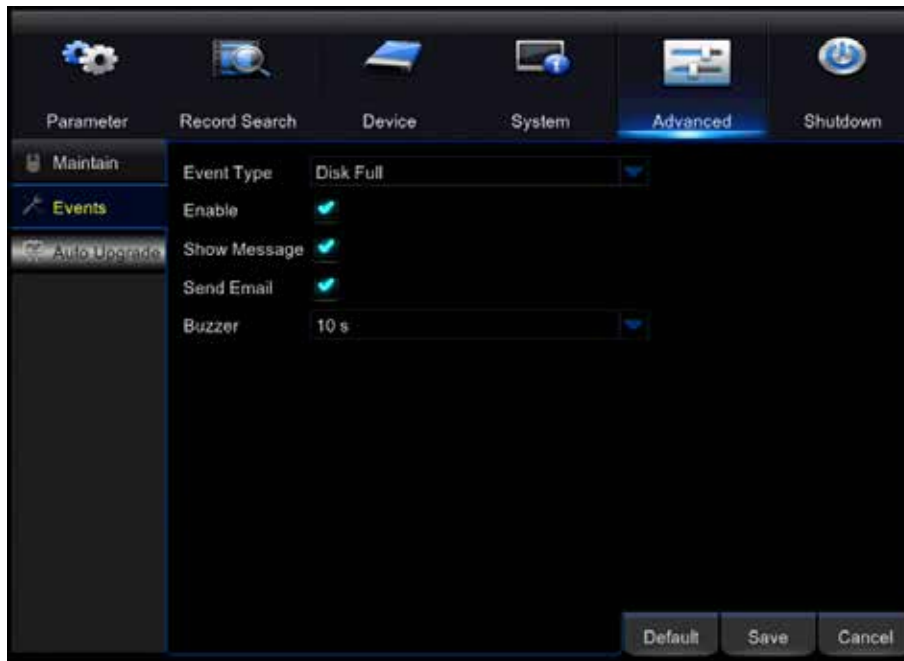 Parameter Record Search Device System Advanced Shutdown
Maintain
Events
Auto Upgrade
Event Type Disk Full
Enable
Show Message
Send Email
Buzzer 10 s
Default Save Cancel